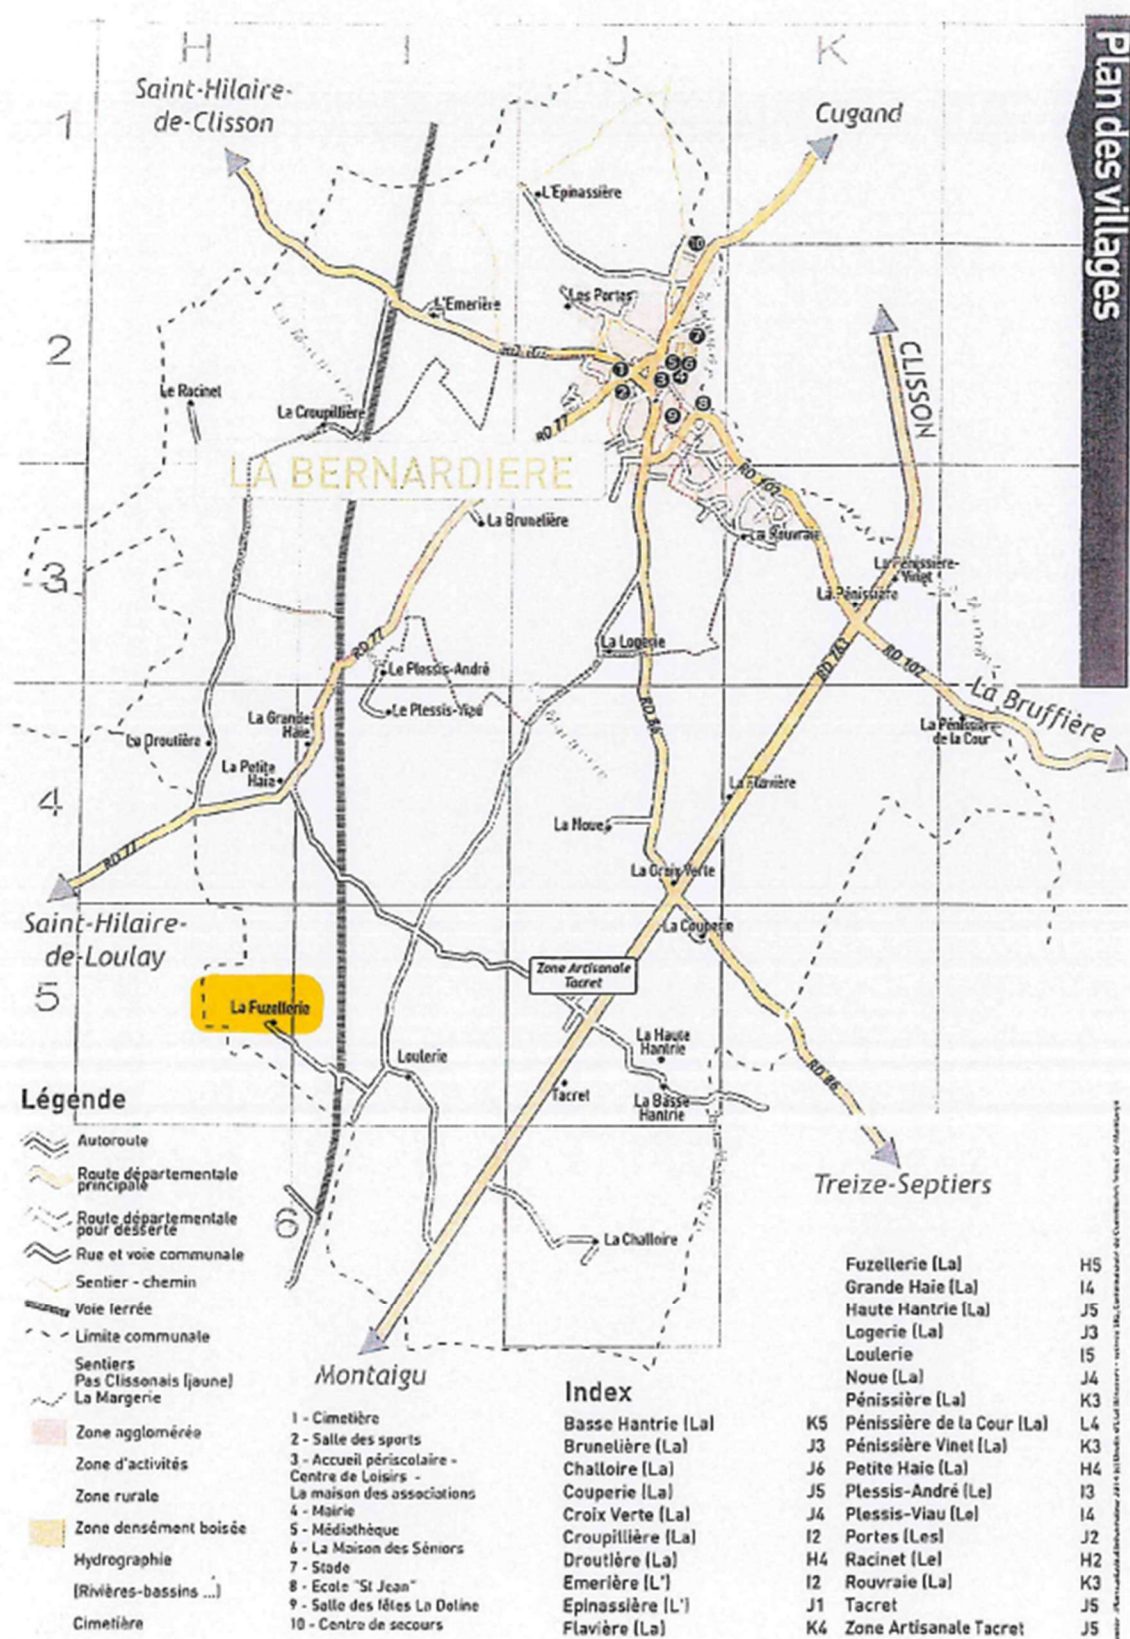 H
I
J
K
Plan des villages
Saint-Hilaire-
de-Clisson
Cugand
1
L'Epinassière
10
L'Emerière
Les Portes
7
2
CLISSON
1
5
6
2
3
4
8
9
Le Racinet
La Croupillière
RD 77
LA BERNARDIERE
RD 102
La Brunelière
La Rouvraie
3
La Pénissière-
Vinet
La Pénissière
RD 77
La Logerie
RD 763
RD 102
Le Plessis-André
La Bruffière
La Grande
Haie
RD 86
La Pénissière
de la Cour
La Droutière
La Petite
Haie
4
La Flavière
La Noue
RD 77
La Croix Verte
Saint-Hilaire-
de-Loulay
La Couperie
Zone Artisanale
Tacret
5
La Fuzellerie
La Haute
Hantrie
Loulerie
RD 86
Tacret
La Basse
Hantrie
Treize-Septiers
6
La Challoire
Montaigu
Légende
Autoroute
Route départementale
principale
Route départementale
pour desserte
Rue et voie communale
Sentier - chemin
Voie ferrée
Limite communale
Sentiers
Pas Clissonais (jaune)
La Margerie
Zone agglomérée
Zone d'activités
Zone rurale
Zone densément boisée
Hydrographie
(Rivières-bassins ...)
Cimetière
1 - Cimetière
2 - Salle des sports
3 - Accueil périscolaire -
Centre de Loisirs -
La maison des associations
4 - Mairie
5 - Médiathèque
6 - La Maison des Séniors
7 - Stade
8 - Ecole "St Jean"
9 - Salle des fêtes La Doline
10 - Centre de secours
Index
Basse Hantrie (La) K5
Brunelière (La) J3
Challoire (La) J6
Couperie (La) J5
Croix Verte (La) J4
Croupillière (La) I2
Droutière (La) H4
Emerière (L') I2
Epinassière (L') J1
Flavière (La) K4
Fuzellerie (La) H5
Grande Haie (La) I4
Haute Hantrie (La) J5
Logerie (La) J3
Loulerie I5
Noue (La) J4
Pénissière (La) K3
Pénissière de la Cour (La) L4
Pénissière Vinet (La) K3
Petite Haie (La) H4
Plessis-André (Le) I3
Plessis-Viau (Le) I4
Portes (Les) J2
Racinet (Le) H2
Rouvraie (La) K3
Tacret J5
Zone Artisanale Tacret J5